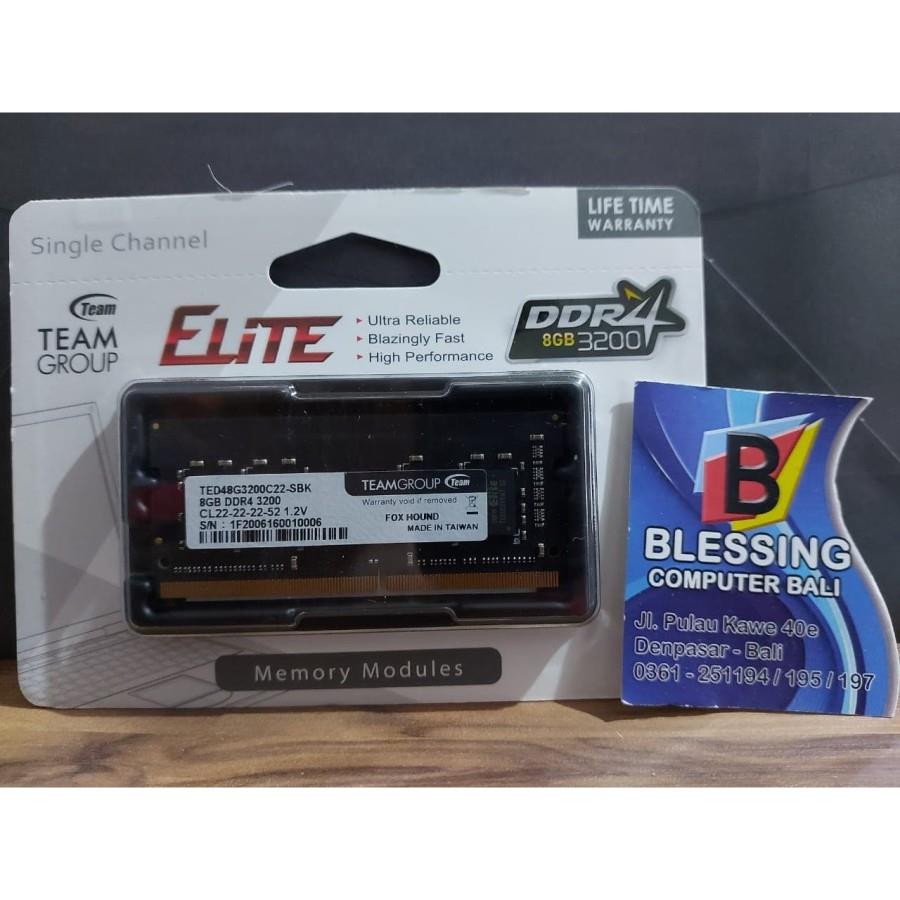 Single Channel
LIFE TIME
WARRANTY
Team
TEAM
GROUP
ELITE
Ultra Reliable
Blazingly Fast
High Performance
DDR4
8GB 3200
TED48G3200C22-SBK
8GB DDR4 3200
CL22-22-22-52 1.2V
S/N : 1F2006160010006
TEAMGROUP Team
Warranty void if removed
FOX HOUND
MADE IN TAIWAN
Memory Modules
B
BLESSING
COMPUTER BALI
Jl. Pulau Kawe 40e
Denpasar - Bali
0361 - 251194 / 195 / 197